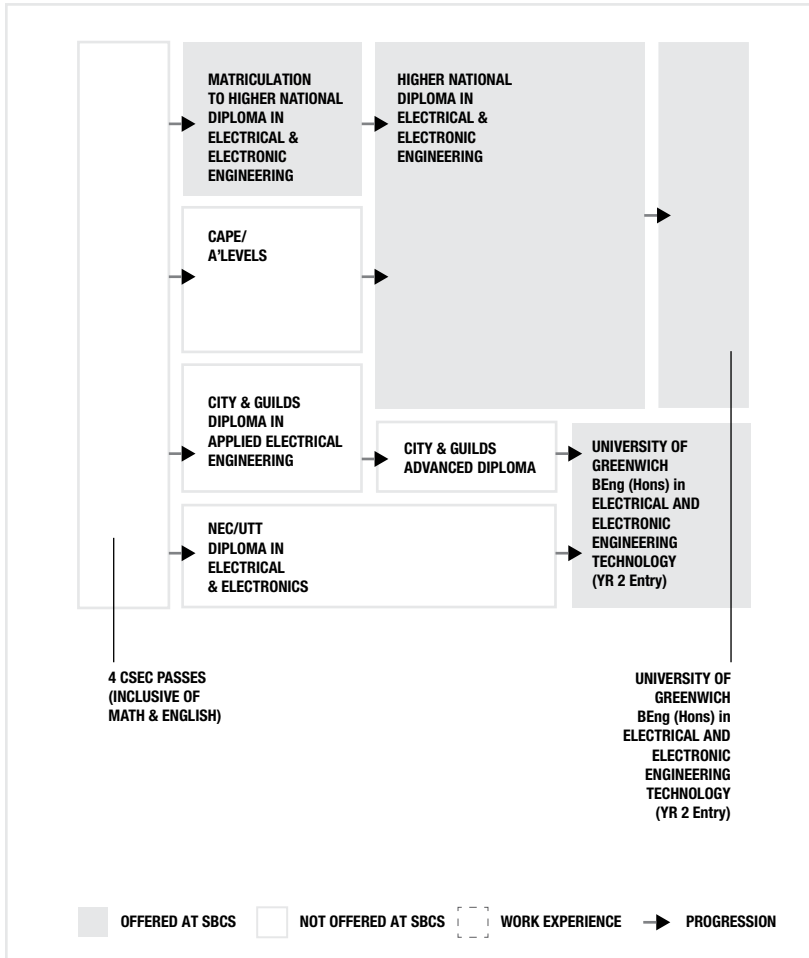 MATRICULATION
TO HIGHER NATIONAL
DIPLOMA IN
ELECTRICAL &
ELECTRONIC
ENGINEERING
HIGHER NATIONAL
DIPLOMA IN
ELECTRICAL &
ELECTRONIC
ENGINEERING
CAPE/
A'LEVELS
CITY & GUILDS
DIPLOMA IN
APPLIED ELECTRICAL
ENGINEERING
CITY & GUILDS
ADVANCED DIPLOMA
UNIVERSITY OF
GREENWICH
BEng (Hons) in
ELECTRICAL AND
ELECTRONIC
ENGINEERING
TECHNOLOGY
(YR 2 Entry)
NEC/UTT
DIPLOMA IN
ELECTRICAL
& ELECTRONICS
4 CSEC PASSES
(INCLUSIVE OF
MATH & ENGLISH)
UNIVERSITY OF
GREENWICH
BEng (Hons) in
ELECTRICAL AND
ELECTRONIC
ENGINEERING
TECHNOLOGY
(YR 2 Entry)
OFFERED AT SBCS
NOT OFFERED AT SBCS
WORK EXPERIENCE
PROGRESSION